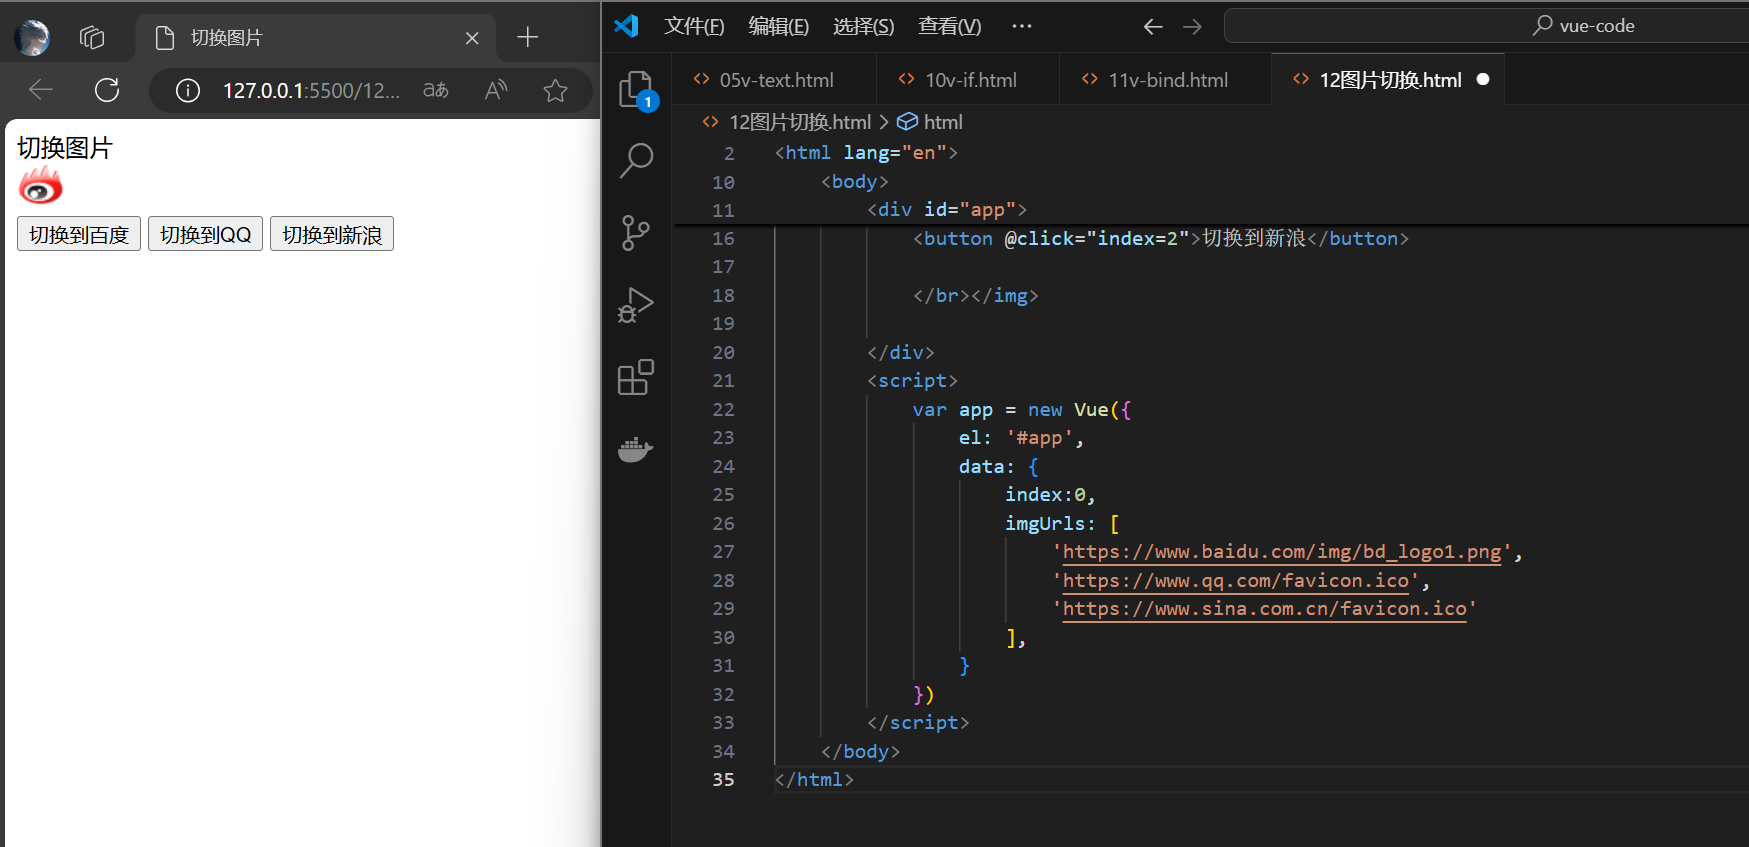 切换图片
127.0.0.1:5500/12...
aあ
A
切换图片
切换到百度 切换到QQ 切换到新浪
文件(F) 编辑(E) 选择(S) 查看(V) ···
vue-code
1
05v-text.html 10v-if.html 11v-bind.html 12图片切换.html
12图片切换.html > html
2 <html lang="en">
10 <body>
11 <div id="app">
16 <button @click="index=2">切换到新浪</button>
17
18 </br></img>
19
20 </div>
21 <script>
22 var app = new Vue({
23 el: '#app',
24 data: {
25 index:0,
26 imgUrls: [
27 'https://www.baidu.com/img/bd_logo1.png',
28 'https://www.qq.com/favicon.ico',
29 'https://www.sina.com.cn/favicon.ico'
30 ],
31 }
32 })
33 </script>
34 </body>
35 </html>